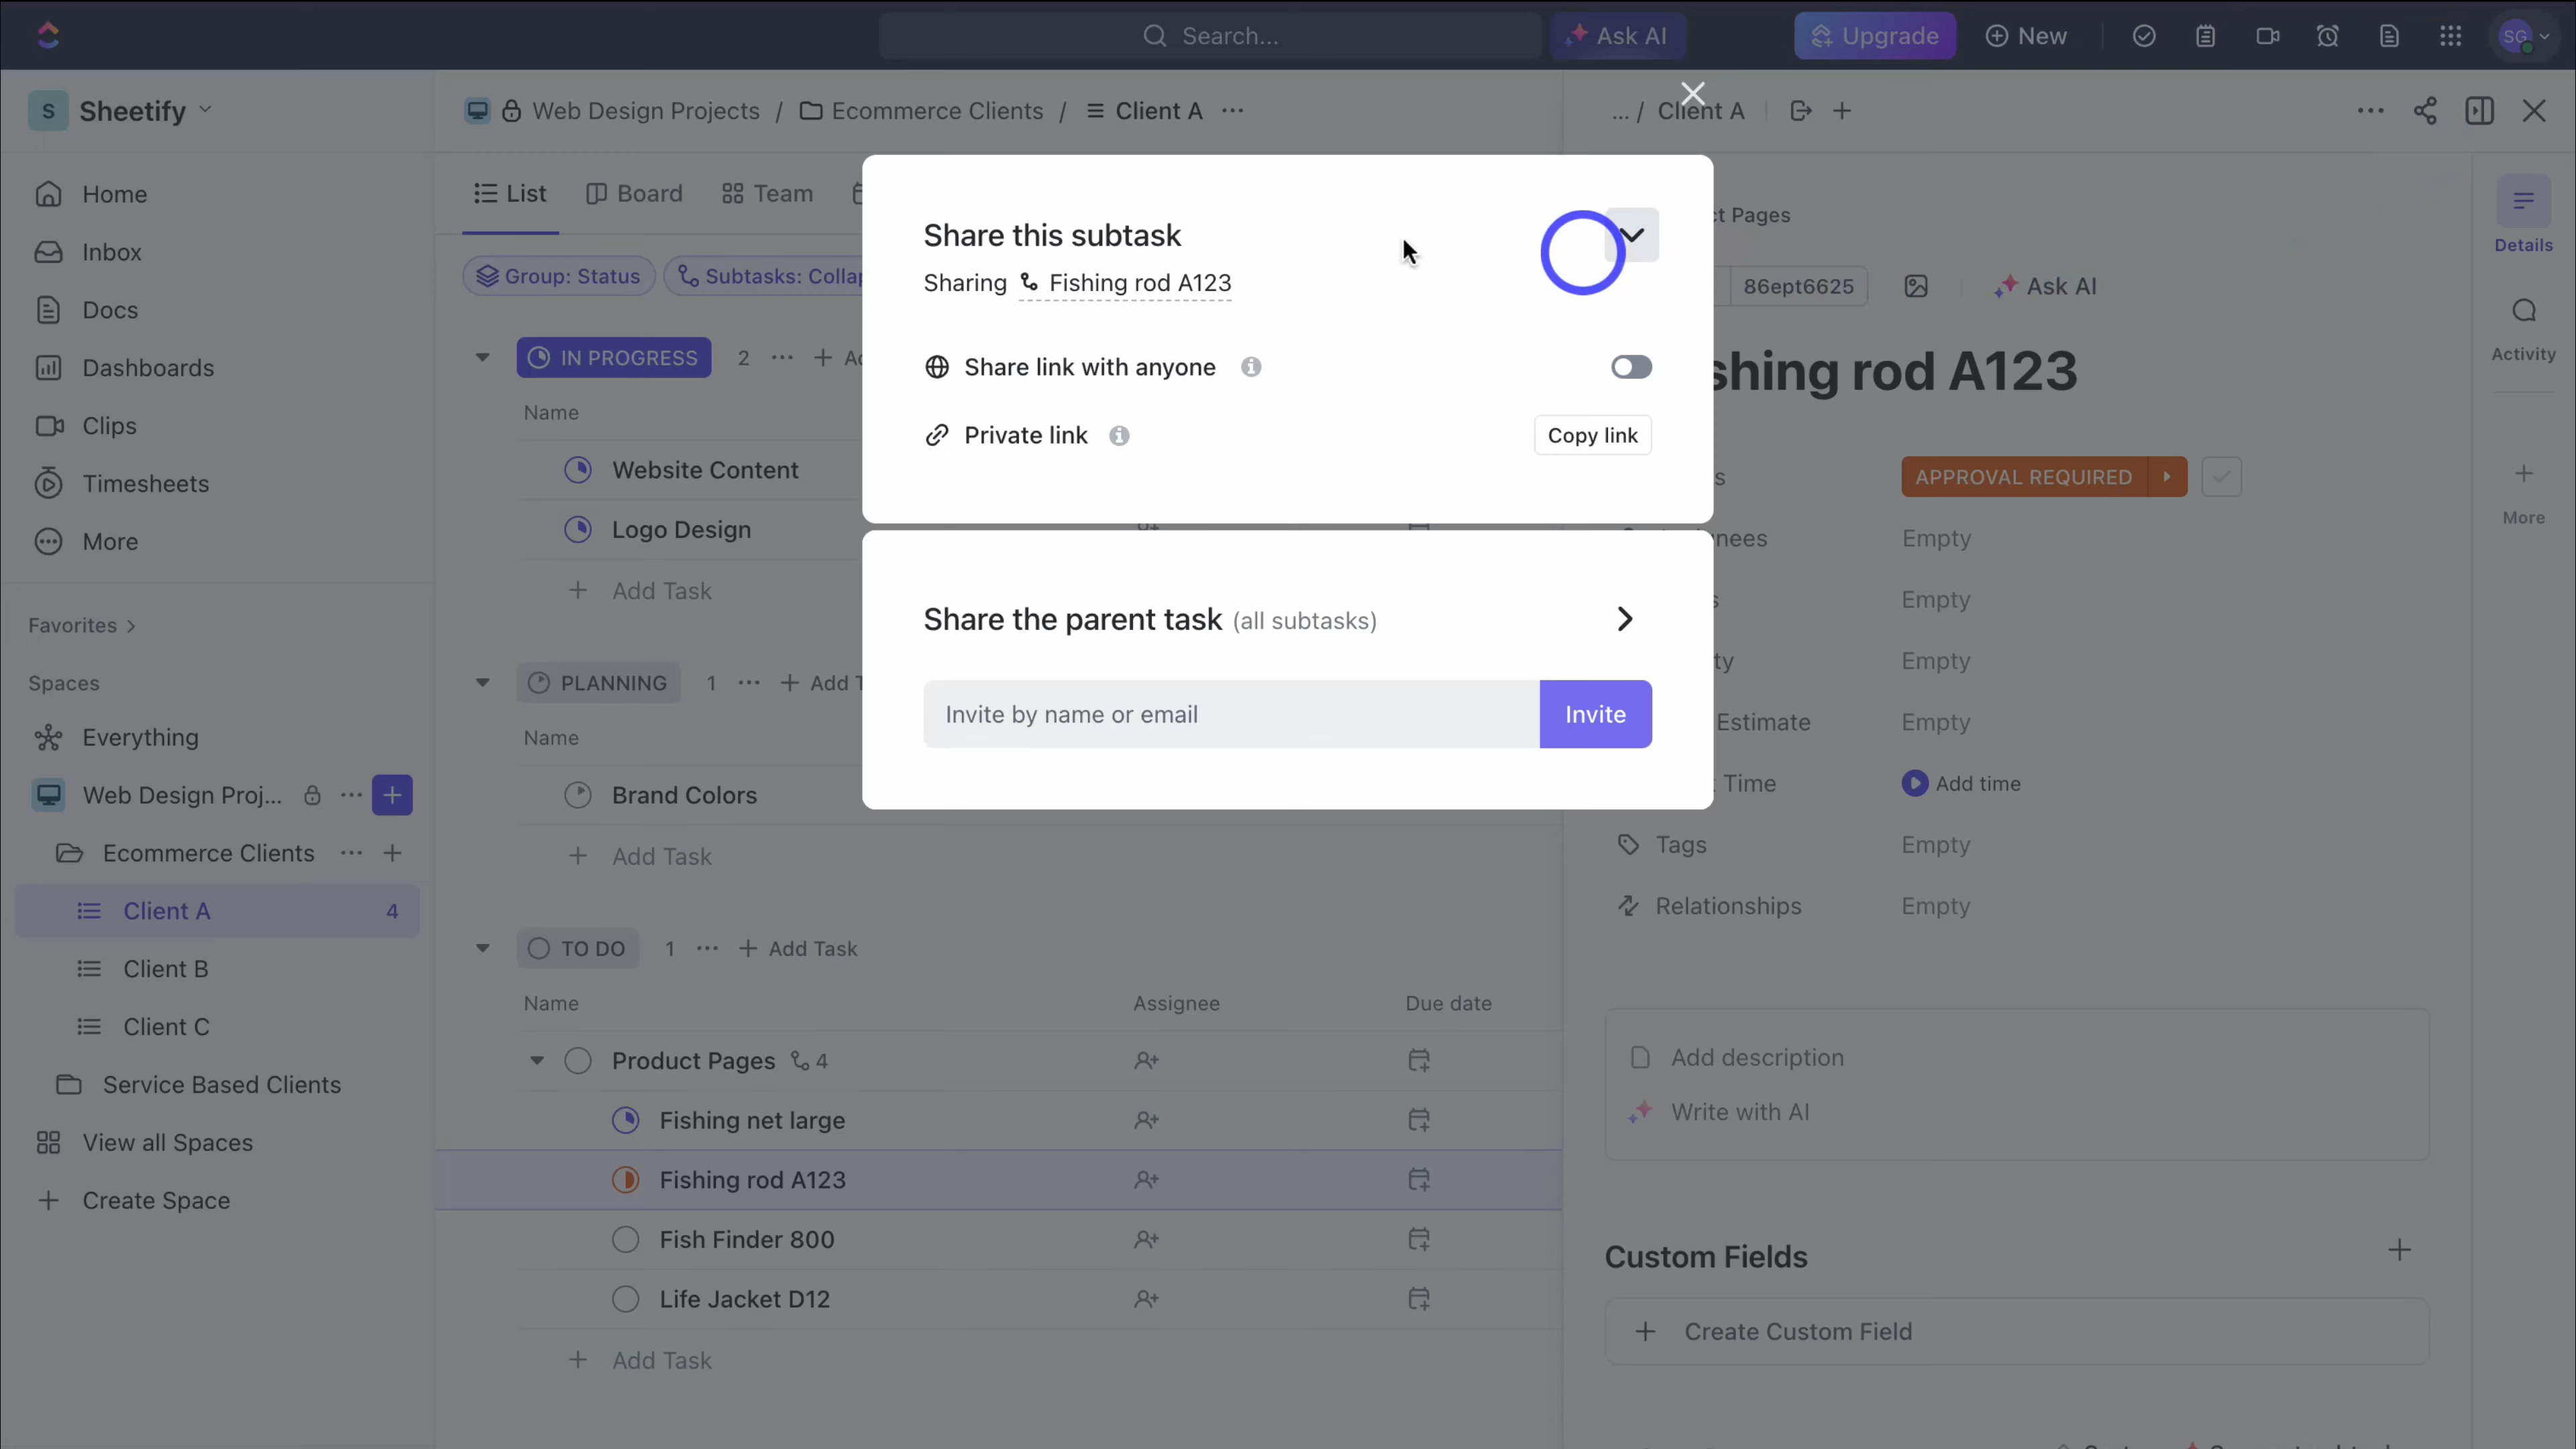 Search...
Ask AI
Upgrade
New
SG
S
Sheetify
Web Design Projects / Ecommerce Clients / Client A
... / Client A
Home
Inbox
Docs
Dashboards
Clips
Timesheets
More
Favorites
Spaces
Everything
Web Design Proj...
Ecommerce Clients
Client A 4
Client B
Client C
Service Based Clients
View all Spaces
Create Space
List
Board
Team
Group: Status
Subtasks:
IN PROGRESS 2
Name
Website Content
Logo Design
Add Task
PLANNING 1 Add
Name
Brand Colors
Add Task
TO DO 1 Add Task
Name Assignee Due date
Product Pages 4
Fishing net large
Fishing rod A123
Fish Finder 800
Life Jacket D12
Add Task
Share this subtask
Sharing Fishing rod A123
Share link with anyone
Private link
Copy link
Share the parent task (all subtasks)
Invite by name or email
Invite
Pages
86ept6625
Ask AI
rod A123
APPROVAL REQUIRED
Empty
Empty
Empty
Estimate Empty
Time Add time
Tags Empty
Relationships Empty
Add description
Write with AI
Custom Fields
Create Custom Field
Details
Activity
More